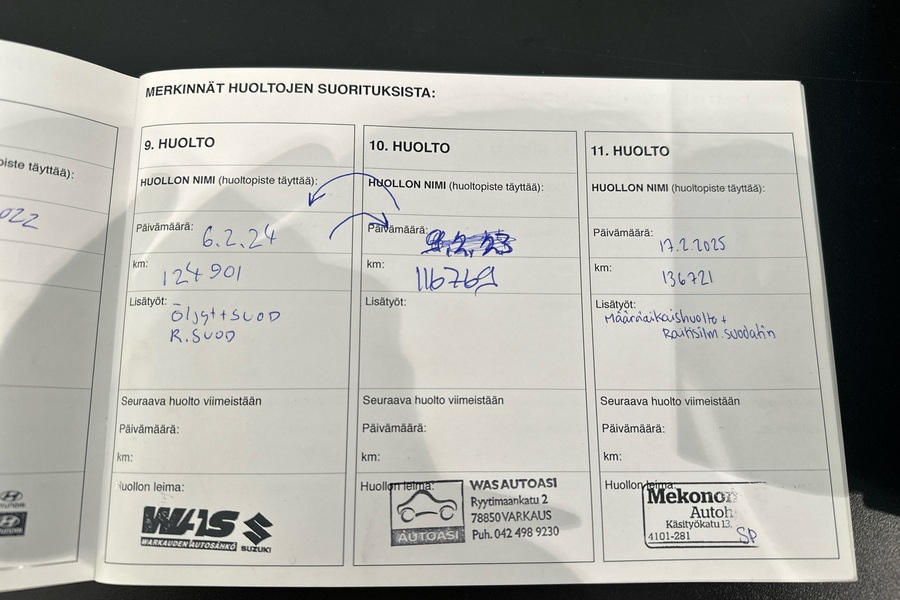 MERKINNÄT HUOLTOJEN SUORITUKSISTA:
piste täyttää):
022
HYUNDAI
9. HUOLTO
HUOLLON NIMI (huoltopiste täyttää):
Päivämäärä: 6.2.24
km: 124901
Lisätyöt: Öljyt+SUOD
R.SUOD
Seuraava huolto viimeistään
Päivämäärä:
km:
Huollon leima:
WAS
WARKAUDEN AUTOSÄHKÖ
SUZUKI
10. HUOLTO
HUOLLON NIMI (huoltopiste täyttää):
Päivämäärä:
km: 116769
Lisätyöt:
Seuraava huolto viimeistään
Päivämäärä:
km:
Huollon leima:
AUTOASI
WAS AUTOASI
Ryytimaankatu 2
78850 VARKAUS
Puh. 042 498 9230
11. HUOLTO
HUOLLON NIMI (huoltopiste täyttää):
Päivämäärä: 17.2.2025
km: 136721
Lisätyöt:
Määräaikaishuolto +
Raitisilm. suodatin
Seuraava huolto viimeistään
Päivämäärä:
km:
Huollon leima:
Mekonom
Autoh
Käsityökatu 13,
4101-281 SP